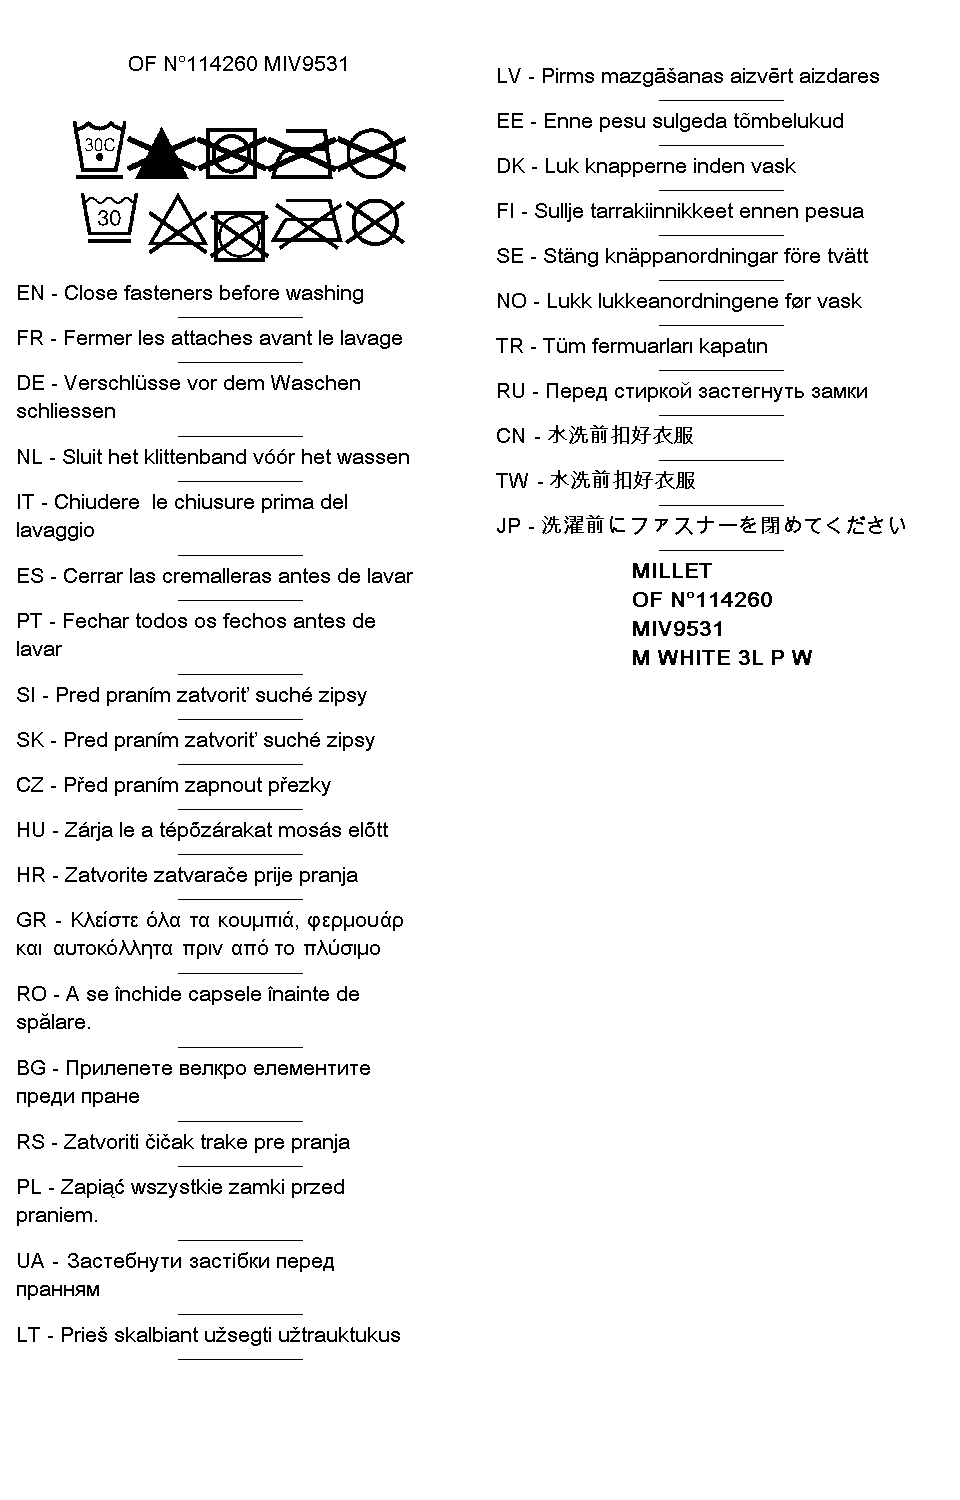 OF N°114260 MIV9531
30C
30
EN - Close fasteners before washing
FR - Fermer les attaches avant le lavage
DE - Verschlüsse vor dem Waschen
schliessen
NL - Sluit het klittenband vóór het wassen
IT - Chiudere  le chiusure prima del
lavaggio
ES - Cerrar las cremalleras antes de lavar
PT - Fechar todos os fechos antes de
lavar
SI - Pred praním zatvoriť suché zipsy
SK - Pred praním zatvoriť suché zipsy
CZ - Před praním zapnout přezky
HU - Zárja le a tépőzárakat mosás előtt
HR - Zatvorite zatvarače prije pranja
GR - Κλείστε όλα τα κουμπιά, φερμουάρ
και αυτοκόλλητα πριν από το πλύσιμο
RO - A se închide capsele înainte de
spălare.
BG - Прилепете велкро елементите
преди пране
RS - Zatvoriti čičak trake pre pranja
PL - Zapiąć wszystkie zamki przed
praniem.
UA - Застебнути застібки перед
пранням
LT - Prieš skalbiant užsegti užtrauktukus
LV - Pirms mazgāšanas aizvērt aizdares
EE - Enne pesu sulgeda tõmbelukud
DK - Luk knapperne inden vask
FI - Sullje tarrakiinnikkeet ennen pesua
SE - Stäng knäppanordningar före tvätt
NO - Lukk lukkeanordningene før vask
TR - Tüm fermuarları kapatın
RU - Перед стиркой застегнуть замки
CN - 水洗前扣好衣服
TW - 水洗前扣好衣服
JP - 洗濯前にファスナーを閉めてください
MILLET
OF N°114260
MIV9531
M WHITE 3L P W